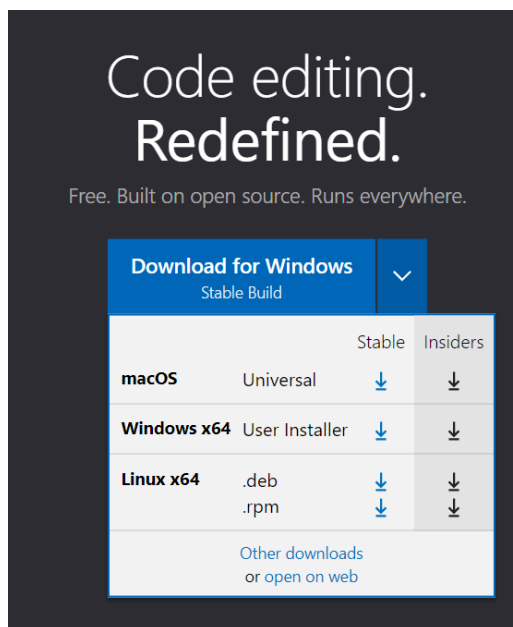 Code editing.
Redefined.
Free. Built on open source. Runs everywhere.
Download for Windows
Stable Build
Stable Insiders
macOS Universal
Windows x64 User Installer
Linux x64 .deb
.rpm
Other downloads
or open on web